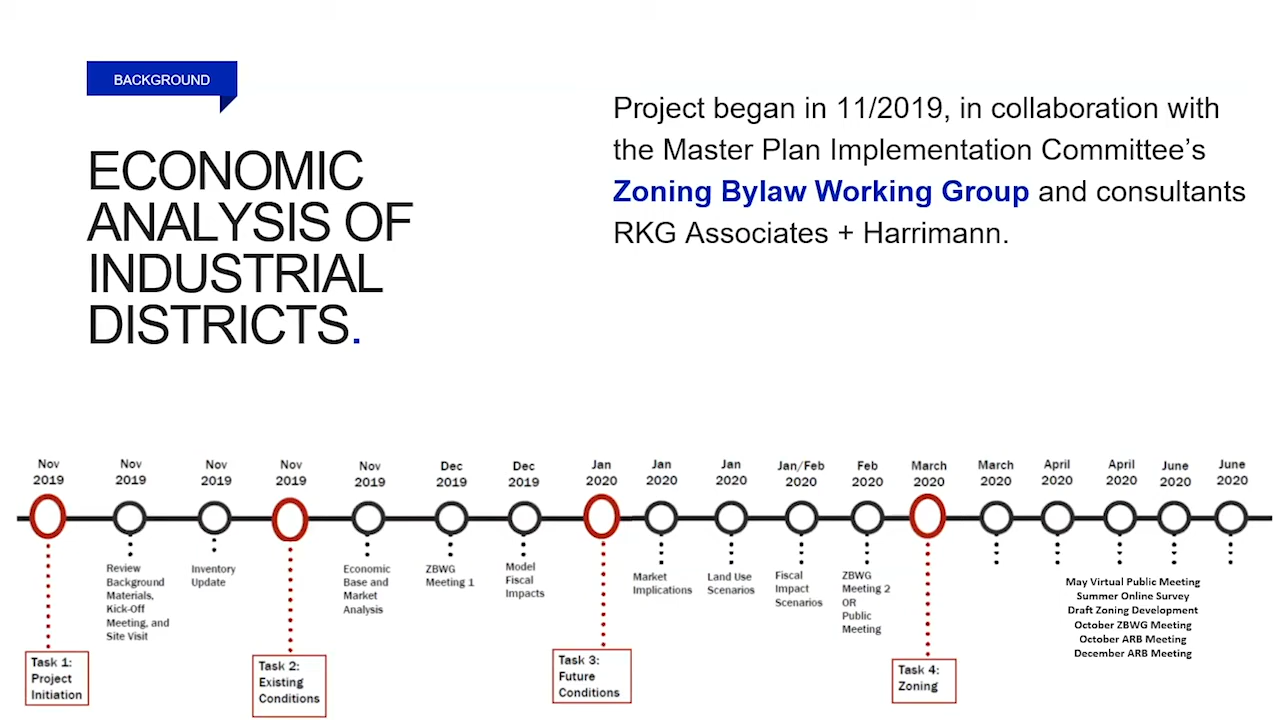 BACKGROUND
ECONOMIC
ANALYSIS OF
INDUSTRIAL
DISTRICTS.
Project began in 11/2019, in collaboration with
the Master Plan Implementation Committee’s
Zoning Bylaw Working Group and consultants
RKG Associates + Harrimann.
Nov
2019
Nov
2019
Nov
2019
Nov
2019
Nov
2019
Dec
2019
Dec
2019
Jan
2020
Jan
2020
Jan
2020
Jan/Feb
2020
Feb
2020
March
2020
March
2020
April
2020
April
2020
June
2020
June
2020
Review
Background
Materials,
Kick-Off
Meeting, and
Site Visit
Inventory
Update
Economic
Base and
Market
Analysis
ZBWG
Meeting 1
Model
Fiscal
Impacts
Market
Implications
Land Use
Scenarios
Fiscal
Impact
Scenarios
ZBWG
Meeting 2
OR
Public
Meeting
May Virtual Public Meeting
Summer Online Survey
Draft Zoning Development
October ZBWG Meeting
October ARB Meeting
December ARB Meeting
Task 1:
Project
Initiation
Task 2:
Existing
Conditions
Task 3:
Future
Conditions
Task 4:
Zoning